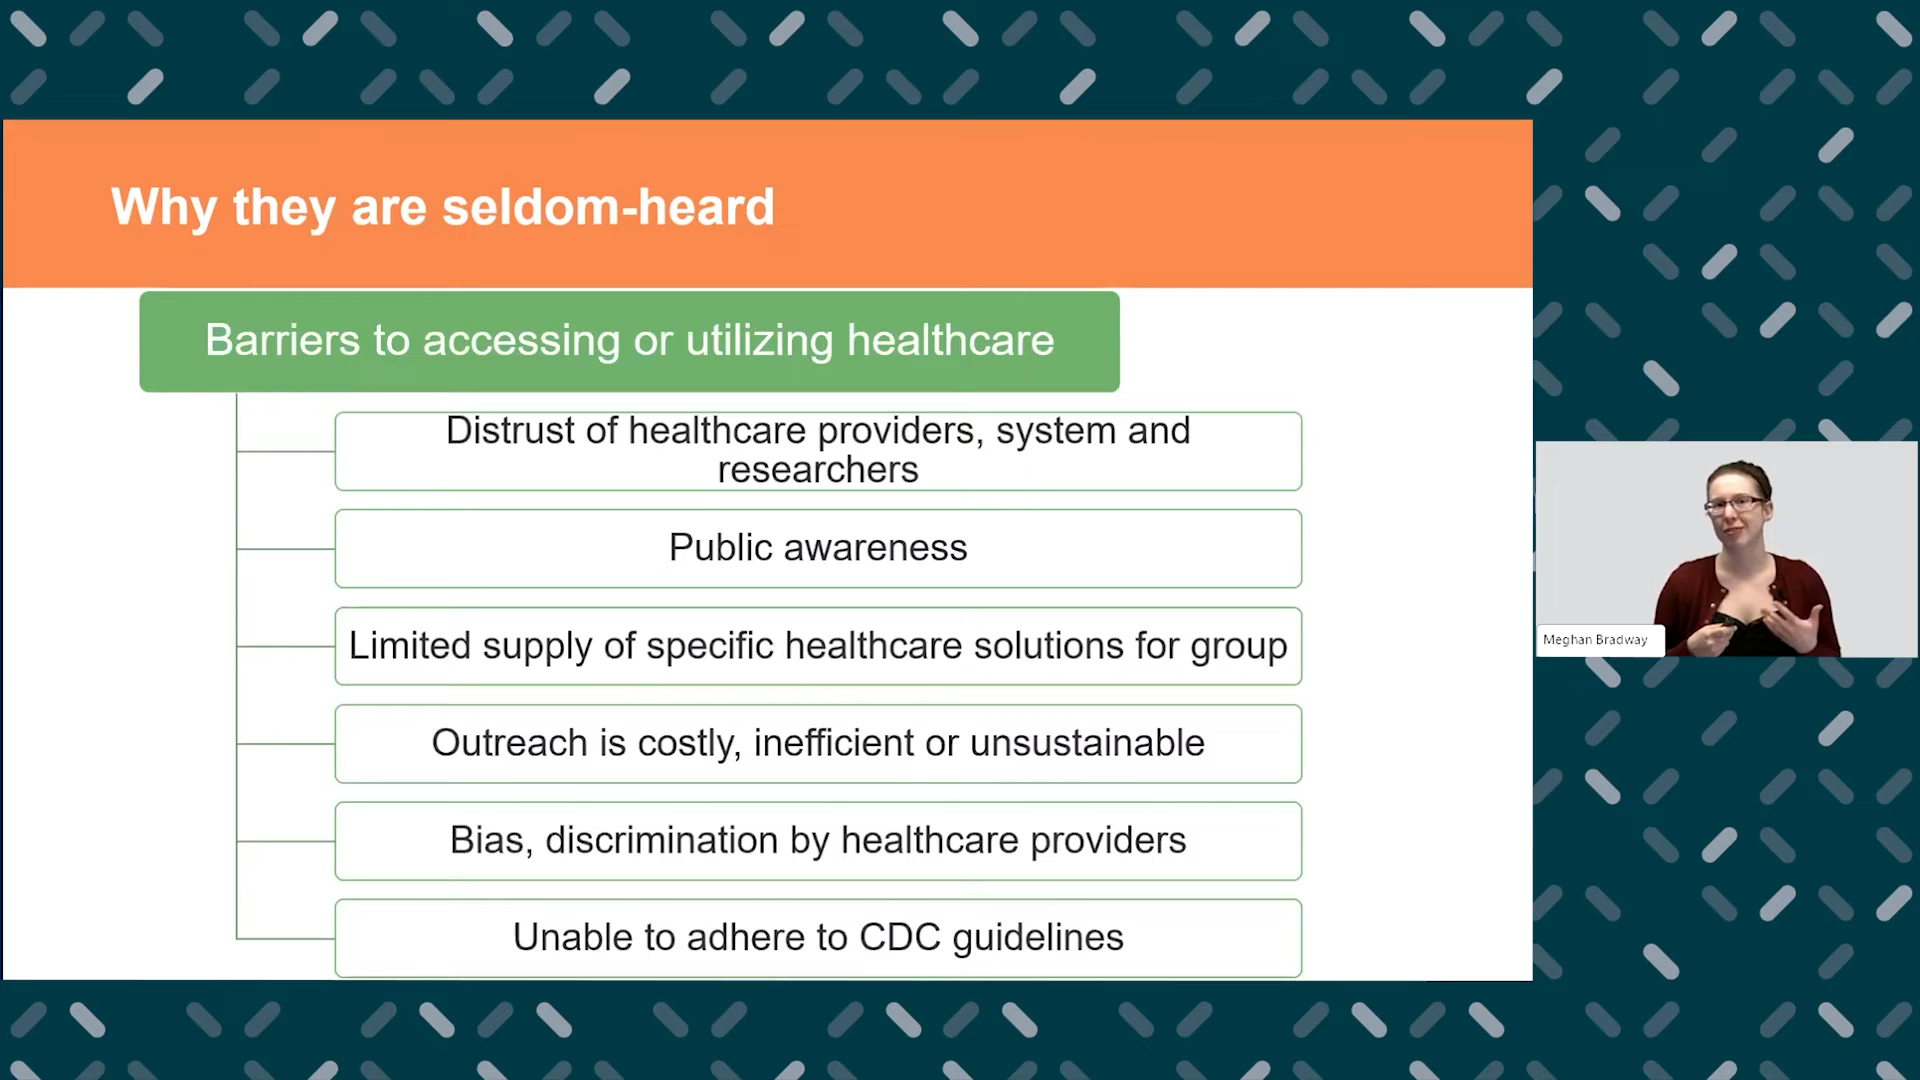 Why they are seldom-heard
Barriers to accessing or utilizing healthcare
Distrust of healthcare providers, system and
researchers
Public awareness
Limited supply of specific healthcare solutions for group
Outreach is costly, inefficient or unsustainable
Bias, discrimination by healthcare providers
Unable to adhere to CDC guidelines
Meghan Bradway